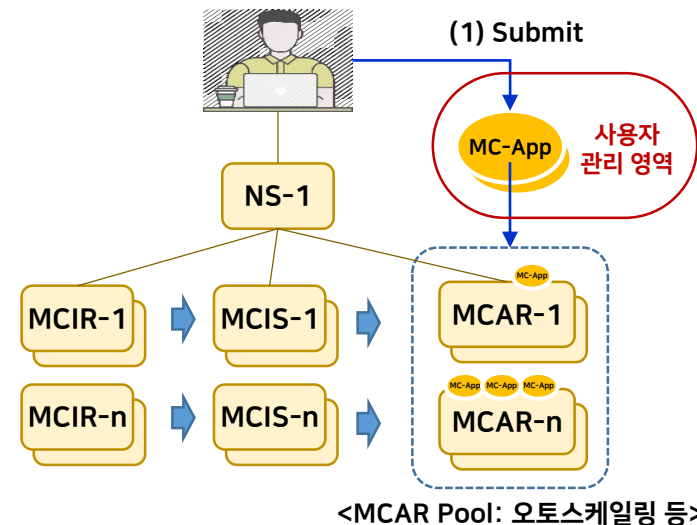 (1) Submit
MC-App
사용자
관리 영역
NS-1
MC-App
MCIR-1
MCIS-1
MCAR-1
MC-App MC-App MC-App
MCIR-n
MCIS-n
MCAR-n
<MCAR Pool: 오토스케일링 등>